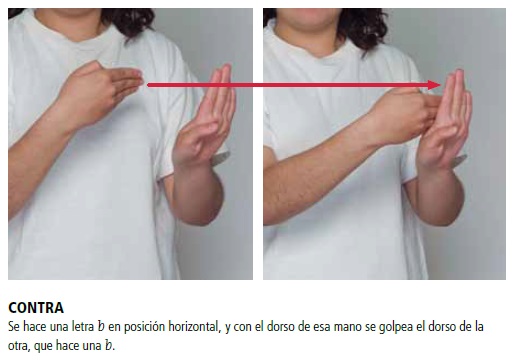 CONTRA
Se hace una letra b en posición horizontal, y con el dorso de esa mano se golpea el dorso de la
otra, que hace una b.